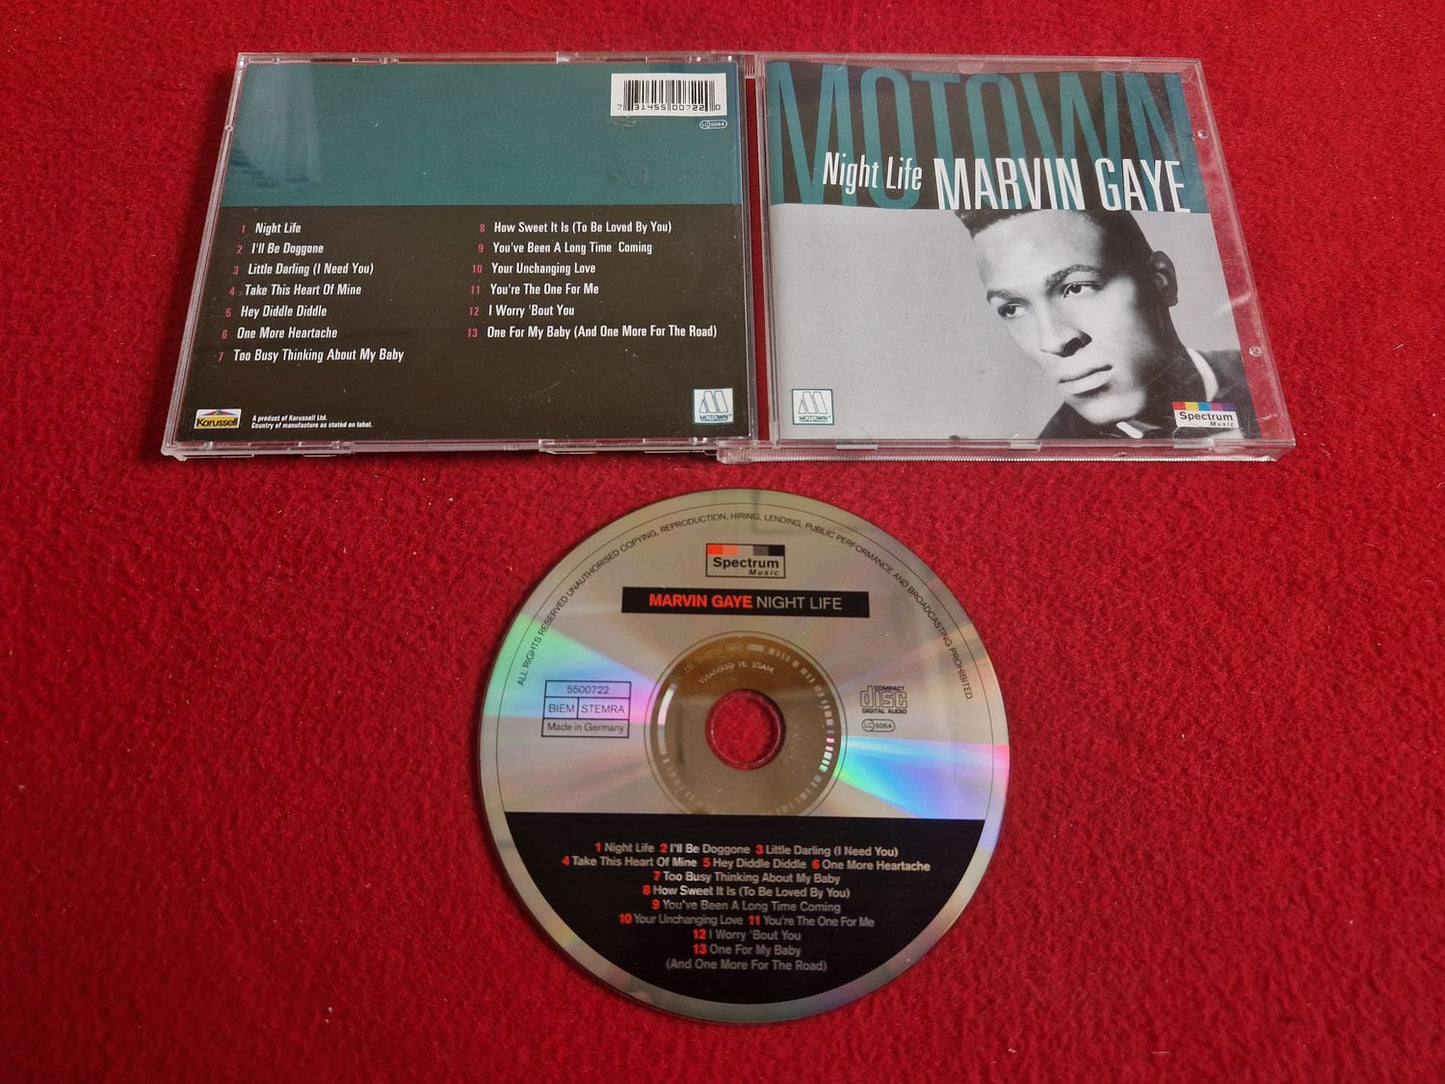 7 31455 00722 0
LC 5064
1 Night Life
2 I'll Be Doggone
3 Little Darling (I Need You)
4 Take This Heart Of Mine
5 Hey Diddle Diddle
6 One More Heartache
7 Too Busy Thinking About My Baby
8 How Sweet It Is (To Be Loved By You)
9 You've Been A Long Time Coming
10 Your Unchanging Love
11 You're The One For Me
12 I Worry 'Bout You
13 One For My Baby (And One More For The Road)
Karussell
A product of Karussell Ltd.
Country of manufacture as stated on label.
MOTOWN
MOTOWN
Night Life MARVIN GAYE
MOTOWN
Spectrum
Music
ALL RIGHTS RESERVED UNAUTHORISED COPYING, REPRODUCTION, HIRING, LENDING, PUBLIC PERFORMANCE AND BROADCASTING PROHIBITED.
Spectrum
Music
MARVIN GAYE NIGHT LIFE
5500722
BIEM STEMRA
Made in Germany
COMPACT
disc
DIGITAL AUDIO
LC 5064
1 Night Life 2 I'll Be Doggone 3 Little Darling (I Need You)
4 Take This Heart Of Mine 5 Hey Diddle Diddle 6 One More Heartache
7 Too Busy Thinking About My Baby
8 How Sweet It Is (To Be Loved By You)
9 You've Been A Long Time Coming
10 Your Unchanging Love 11 You're The One For Me
12 I Worry 'Bout You
13 One For My Baby
(And One More For The Road)